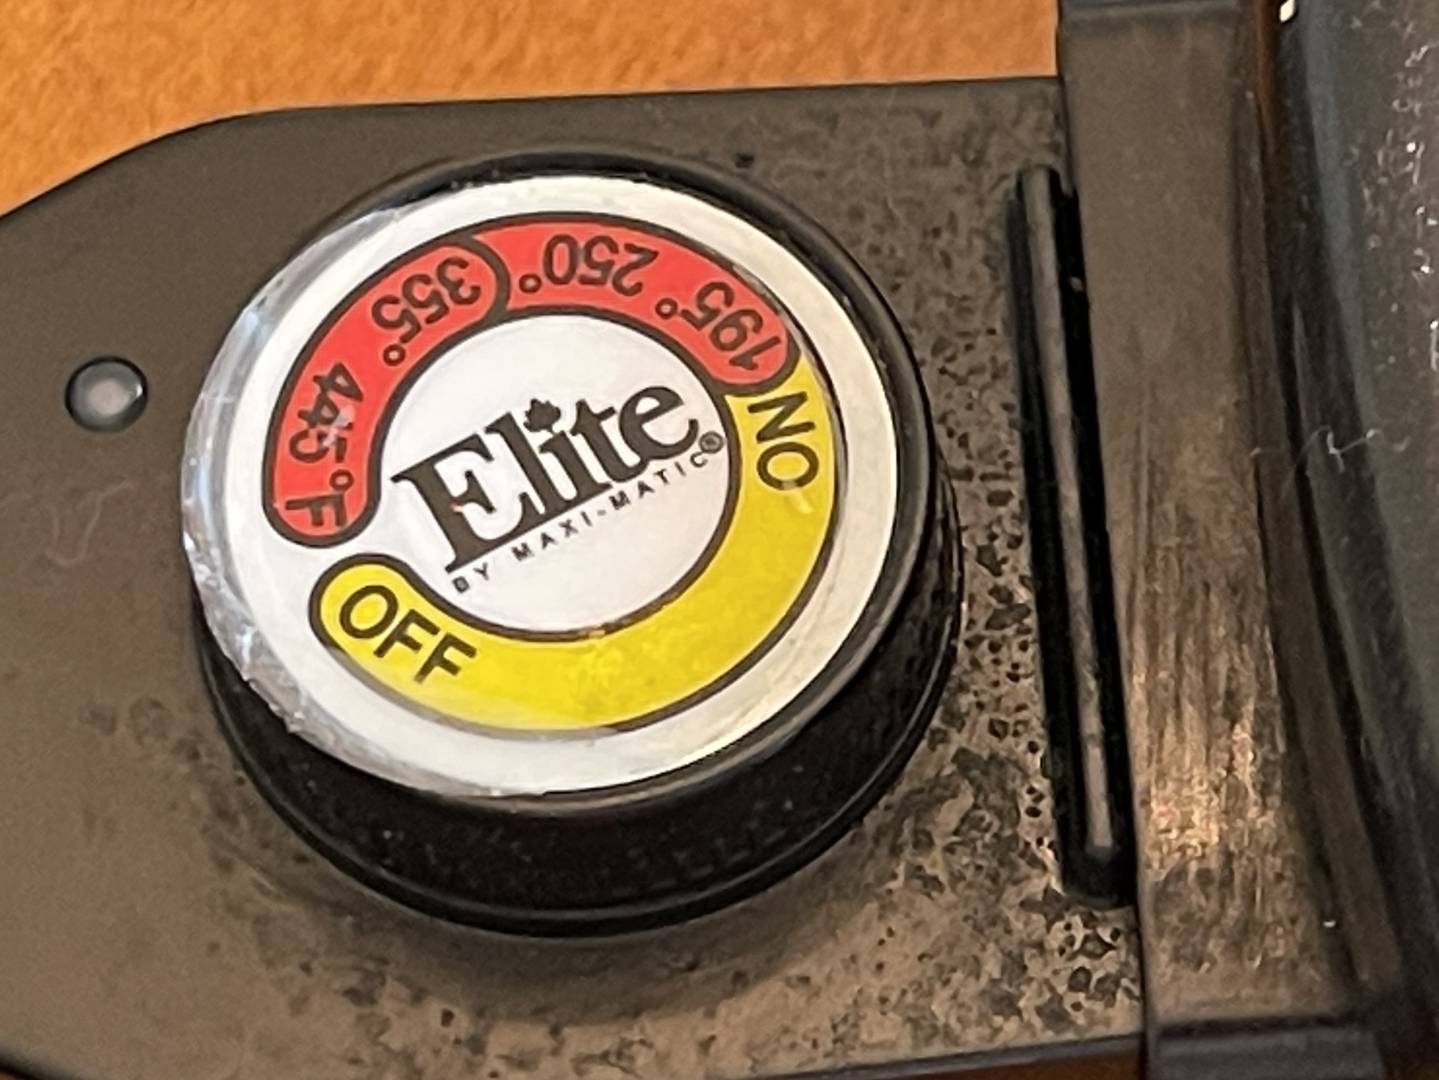 Elite®
BY MAXI-MATIC
OFF
ON
195° 250°
355° 445°F